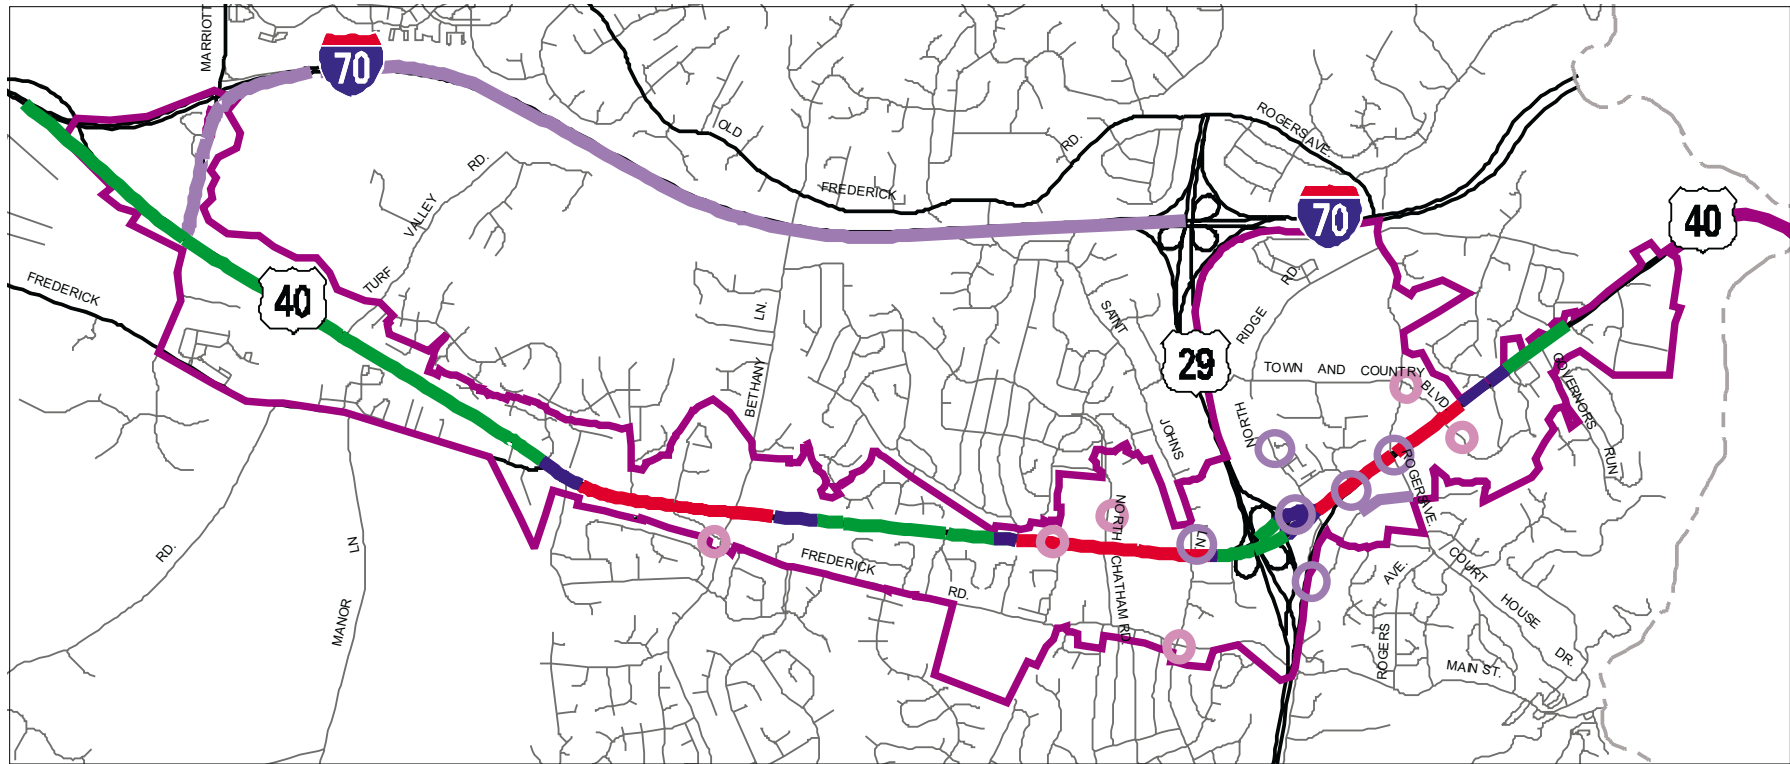 MARRIOTT
70
OLD
RD.
ROGERS AVE.
RD.
FREDERICK
VALLEY
70
40
FREDERICK
TURF
40
RD.
LN.
SAINT
RIDGE
29
TOWN AND COUNTRY
BLVD
BETHANY
GOVERNORS
RUN
JOHNS
NORTH
ROGERS AVE.
NORTH CHATHAM RD.
LN.
RD.
LN
FREDERICK
RD.
COURT
HOUSE
DR.
AVE.
ROGERS
MANOR
MAIN ST.